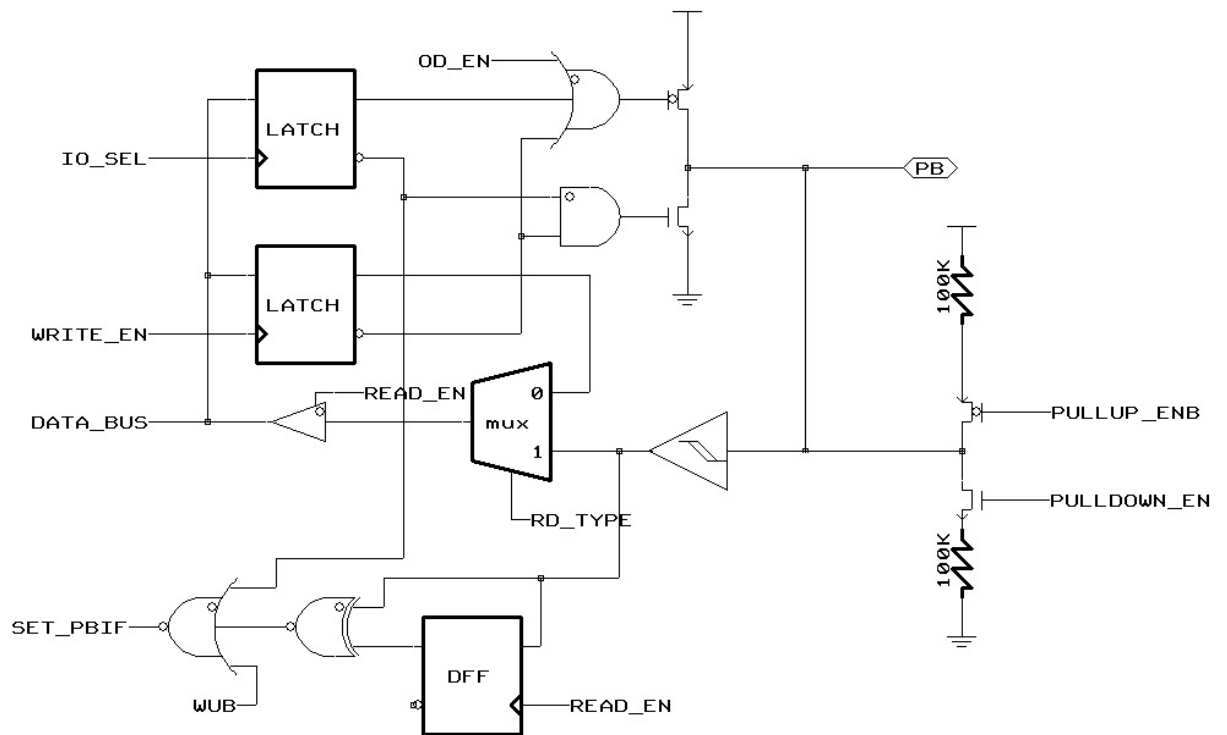 OD_EN
LATCH
IO_SEL
PB
LATCH
100K
WRITE_EN
READ_EN
0
DATA_BUS
mux
PULLUP_ENB
1
PULLDOWN_EN
RD_TYPE
100K
SET_PBIF
DFF
WUB
READ_EN